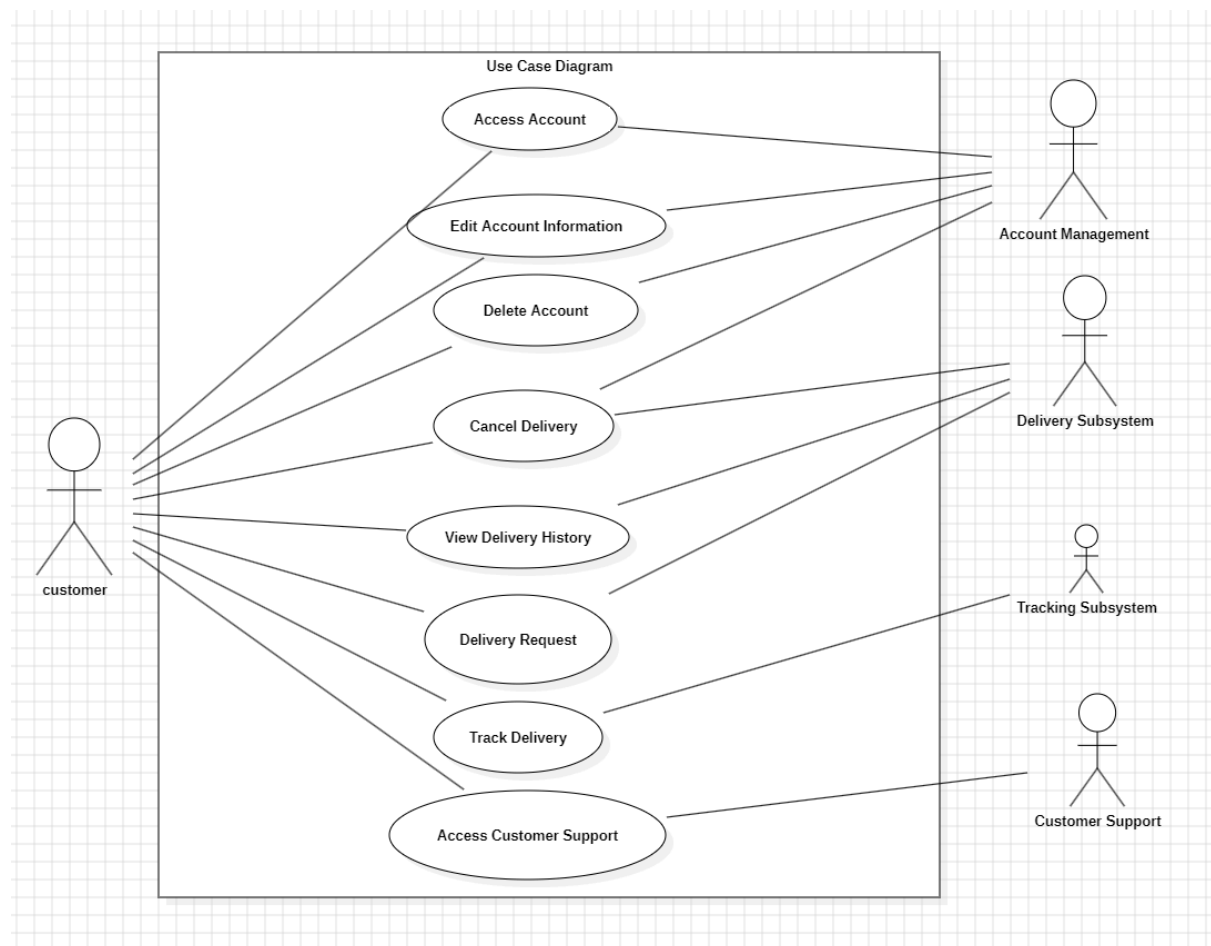 Use Case Diagram
Access Account
Edit Account Information
Account Management
Delete Account
Delivery Subsystem
Cancel Delivery
View Delivery History
customer
Tracking Subsystem
Delivery Request
Track Delivery
Customer Support
Access Customer Support